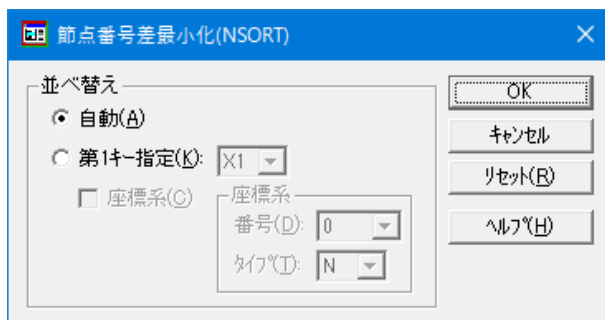 節点番号差最小化(NSORT)
並べ替え
自動(A)
第1キー指定(K): X1
座標系(C)
座標系
番号(D): 0
タイプ(T): N
OK
キャンセル
リセット(R)
ヘルプ(H)